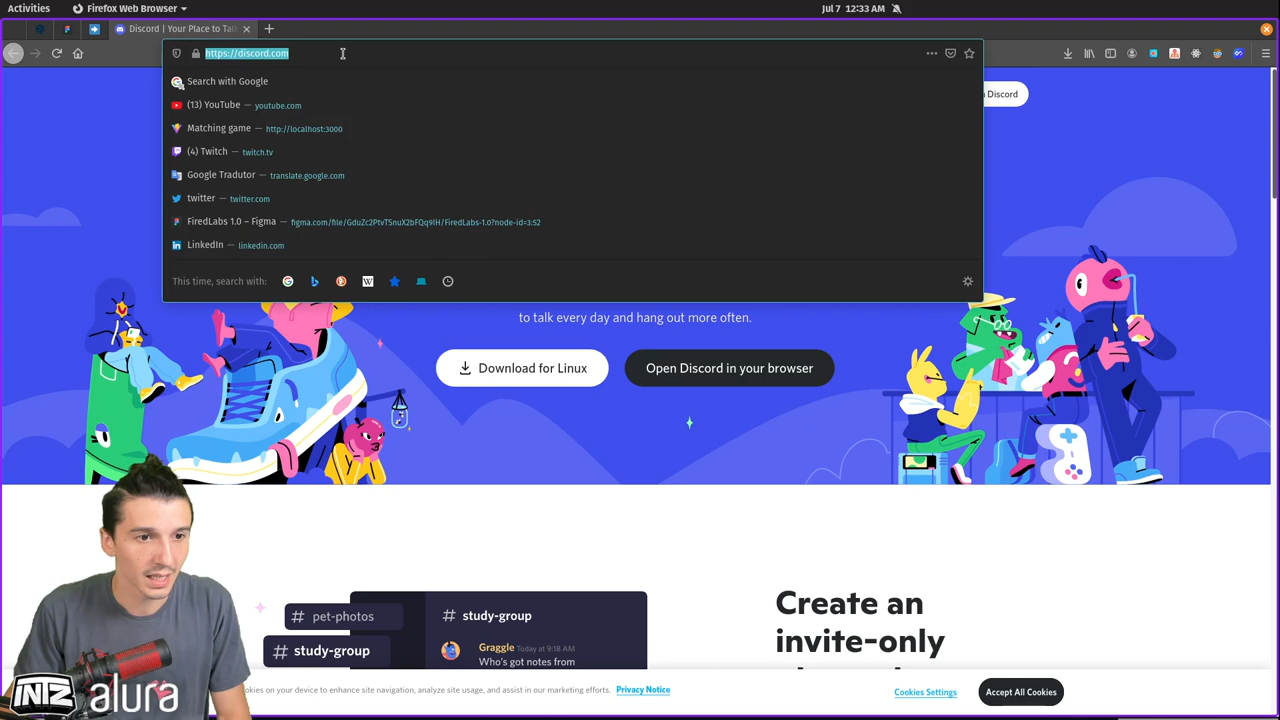 Activities
Firefox Web Browser
Jul 7 12:33 AM
Discord | Your Place to Tal
https://discord.com
Search with Google
(13) YouTube — youtube.com
Matching game — http://localhost:3000
(4) Twitch — twitch.tv
Google Tradutor — translate.google.com
twitter — twitter.com
FiredLabs 1.0 – Figma — figma.com/file/GduZc2PtvTSnuX2bFQq9lH/FiredLabs-1.0?node-id=3:52
LinkedIn — linkedin.com
This time, search with:
Discord
to talk every day and hang out more often.
Download for Linux
Open Discord in your browser
# pet-photos
# study-group
# study-group
Graggle Today at 9:18 AM
Who's got notes from
Create an
invite-only
okies on your device to enhance site navigation, analyze site usage, and assist in our marketing efforts. Privacy Notice
Cookies Settings
Accept All Cookies
NTZ alura